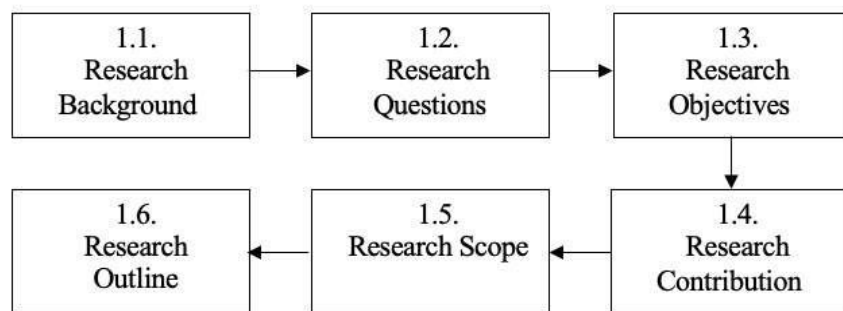 1.1.
Research
Background
1.2.
Research
Questions
1.3.
Research
Objectives
1.4.
Research
Contribution
1.5.
Research Scope
1.6.
Research
Outline